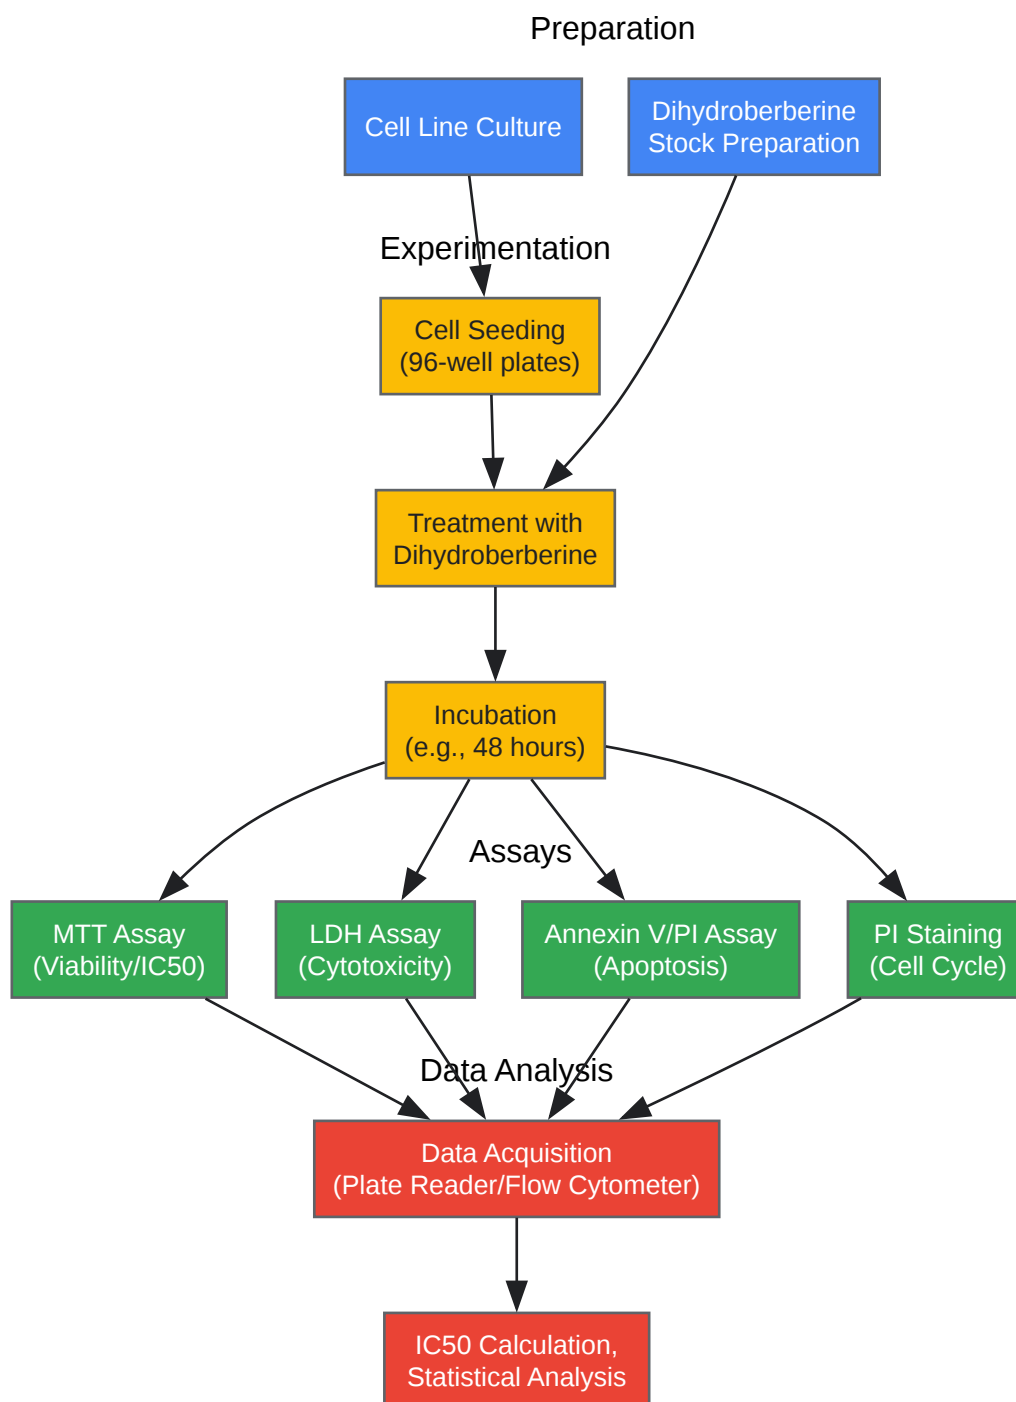 Preparation
Cell Line Culture
Dihydroberberine
Stock Preparation
Experimentation
Cell Seeding
(96-well plates)
Treatment with
Dihydroberberine
Incubation
(e.g., 48 hours)
Assays
MTT Assay
(Viability/IC50)
LDH Assay
(Cytotoxicity)
Annexin V/PI Assay
(Apoptosis)
PI Staining
(Cell Cycle)
Data Analysis
Data Acquisition
(Plate Reader/Flow Cytometer)
IC50 Calculation,
Statistical Analysis